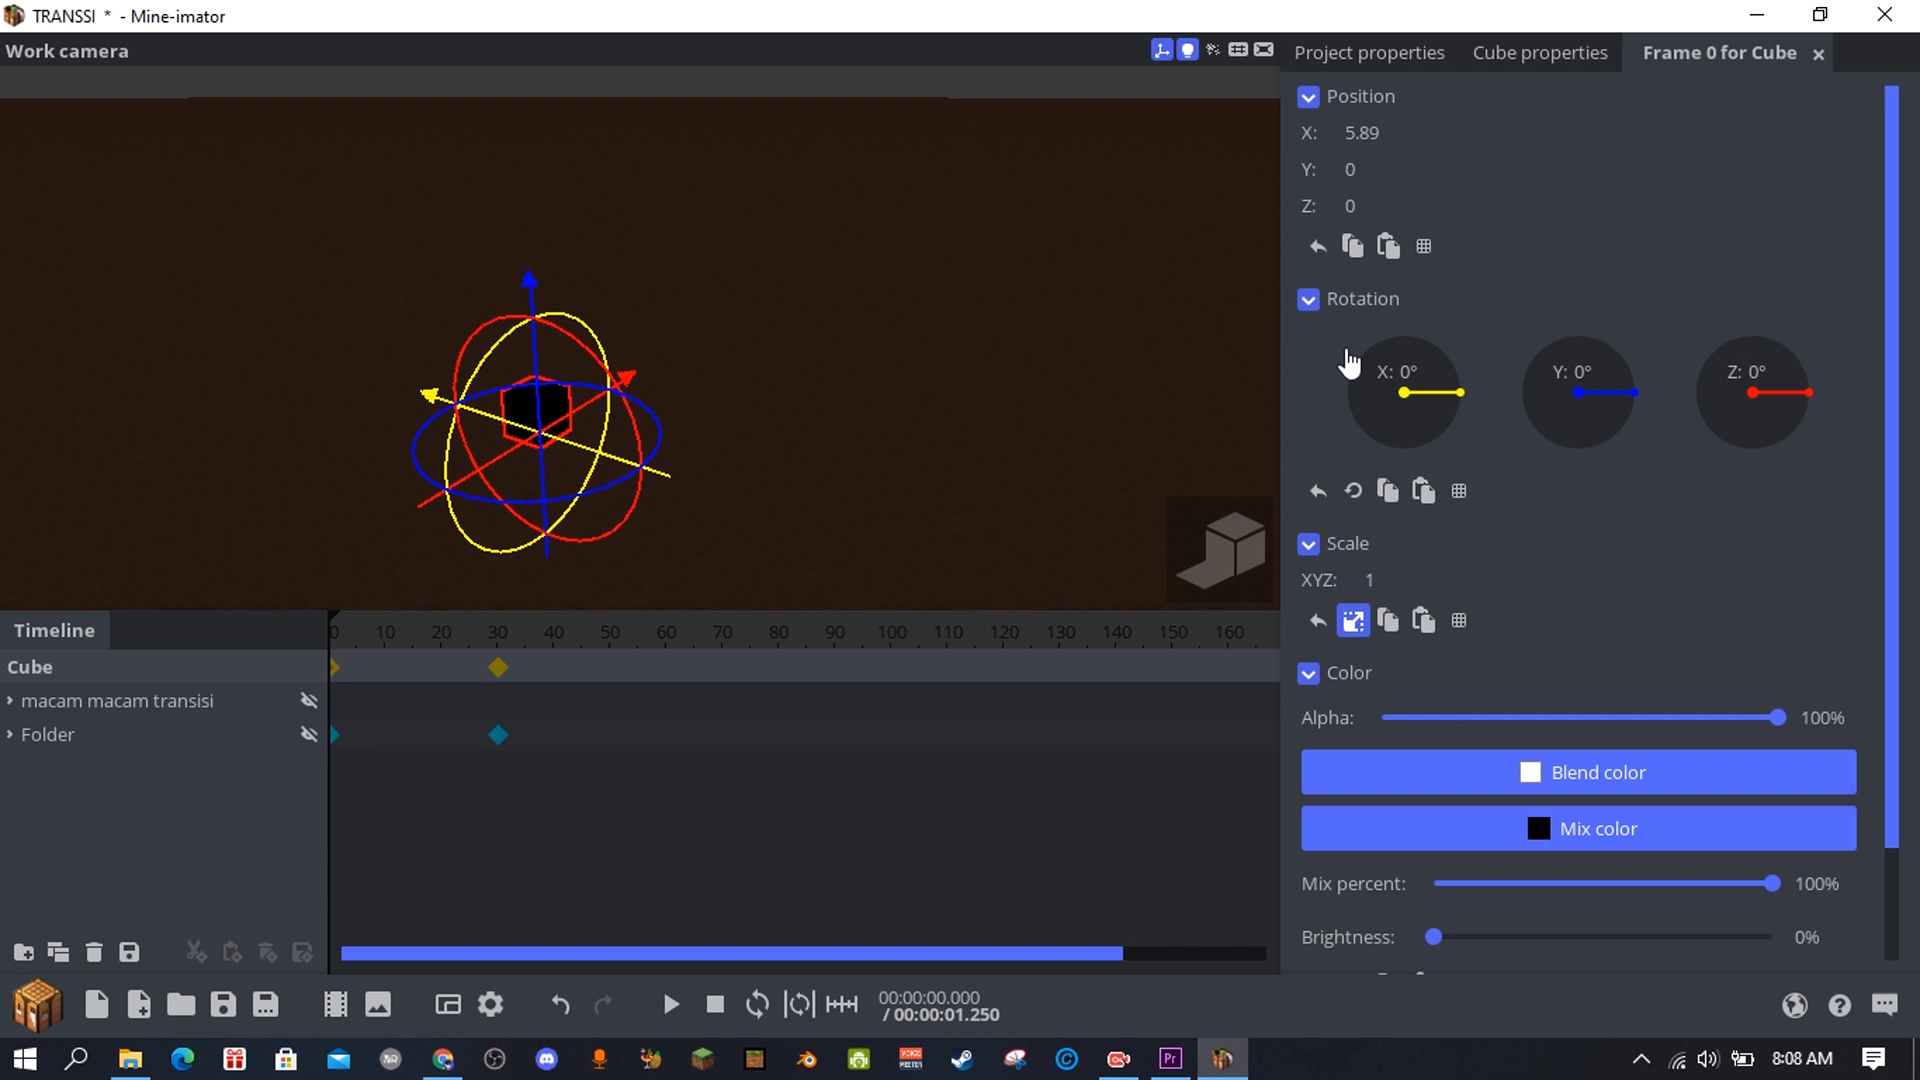 TRANSSI * - Mine-imator
Work camera
Project properties
Cube properties
Frame 0 for Cube
Position
X: 5.89
Y: 0
Z: 0
Rotation
X: 0°
Y: 0°
Z: 0°
Scale
XYZ: 1
Color
Alpha: 100%
Blend color
Mix color
Mix percent: 100%
Brightness: 0%
Timeline
0 10 20 30 40 50 60 70 80 90 100 110 120 130 140 150 160
Cube
macam macam transisi
Folder
00:00:00.000
/ 00:00:01.250
Pr
8:08 AM